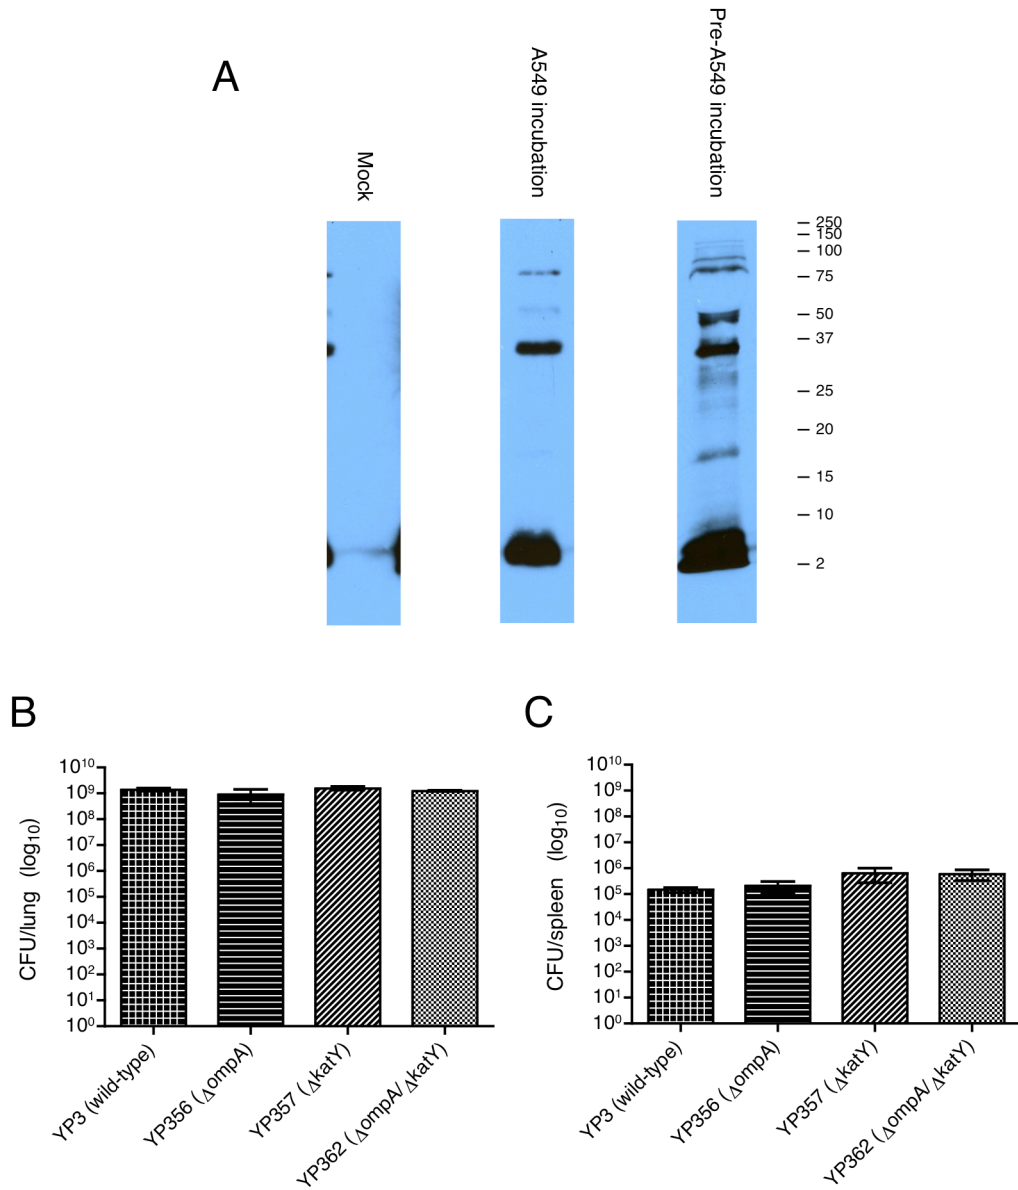 A
Mock
A549 incubation
Pre-A549 incubation
250
150
100
75
50
37
25
20
15
10
2
B
CFU/lung (log10)
10^10
10^9
10^8
10^7
10^6
10^5
10^4
10^3
10^2
10^1
10^0
YP3 (wild-type)
YP356 (ΔompA)
YP357 (ΔkatY)
YP362 (ΔompA/ΔkatY)
C
CFU/spleen (log10)
10^10
10^9
10^8
10^7
10^6
10^5
10^4
10^3
10^2
10^1
10^0
YP3 (wild-type)
YP356 (ΔompA)
YP357 (ΔkatY)
YP362 (ΔompA/ΔkatY)